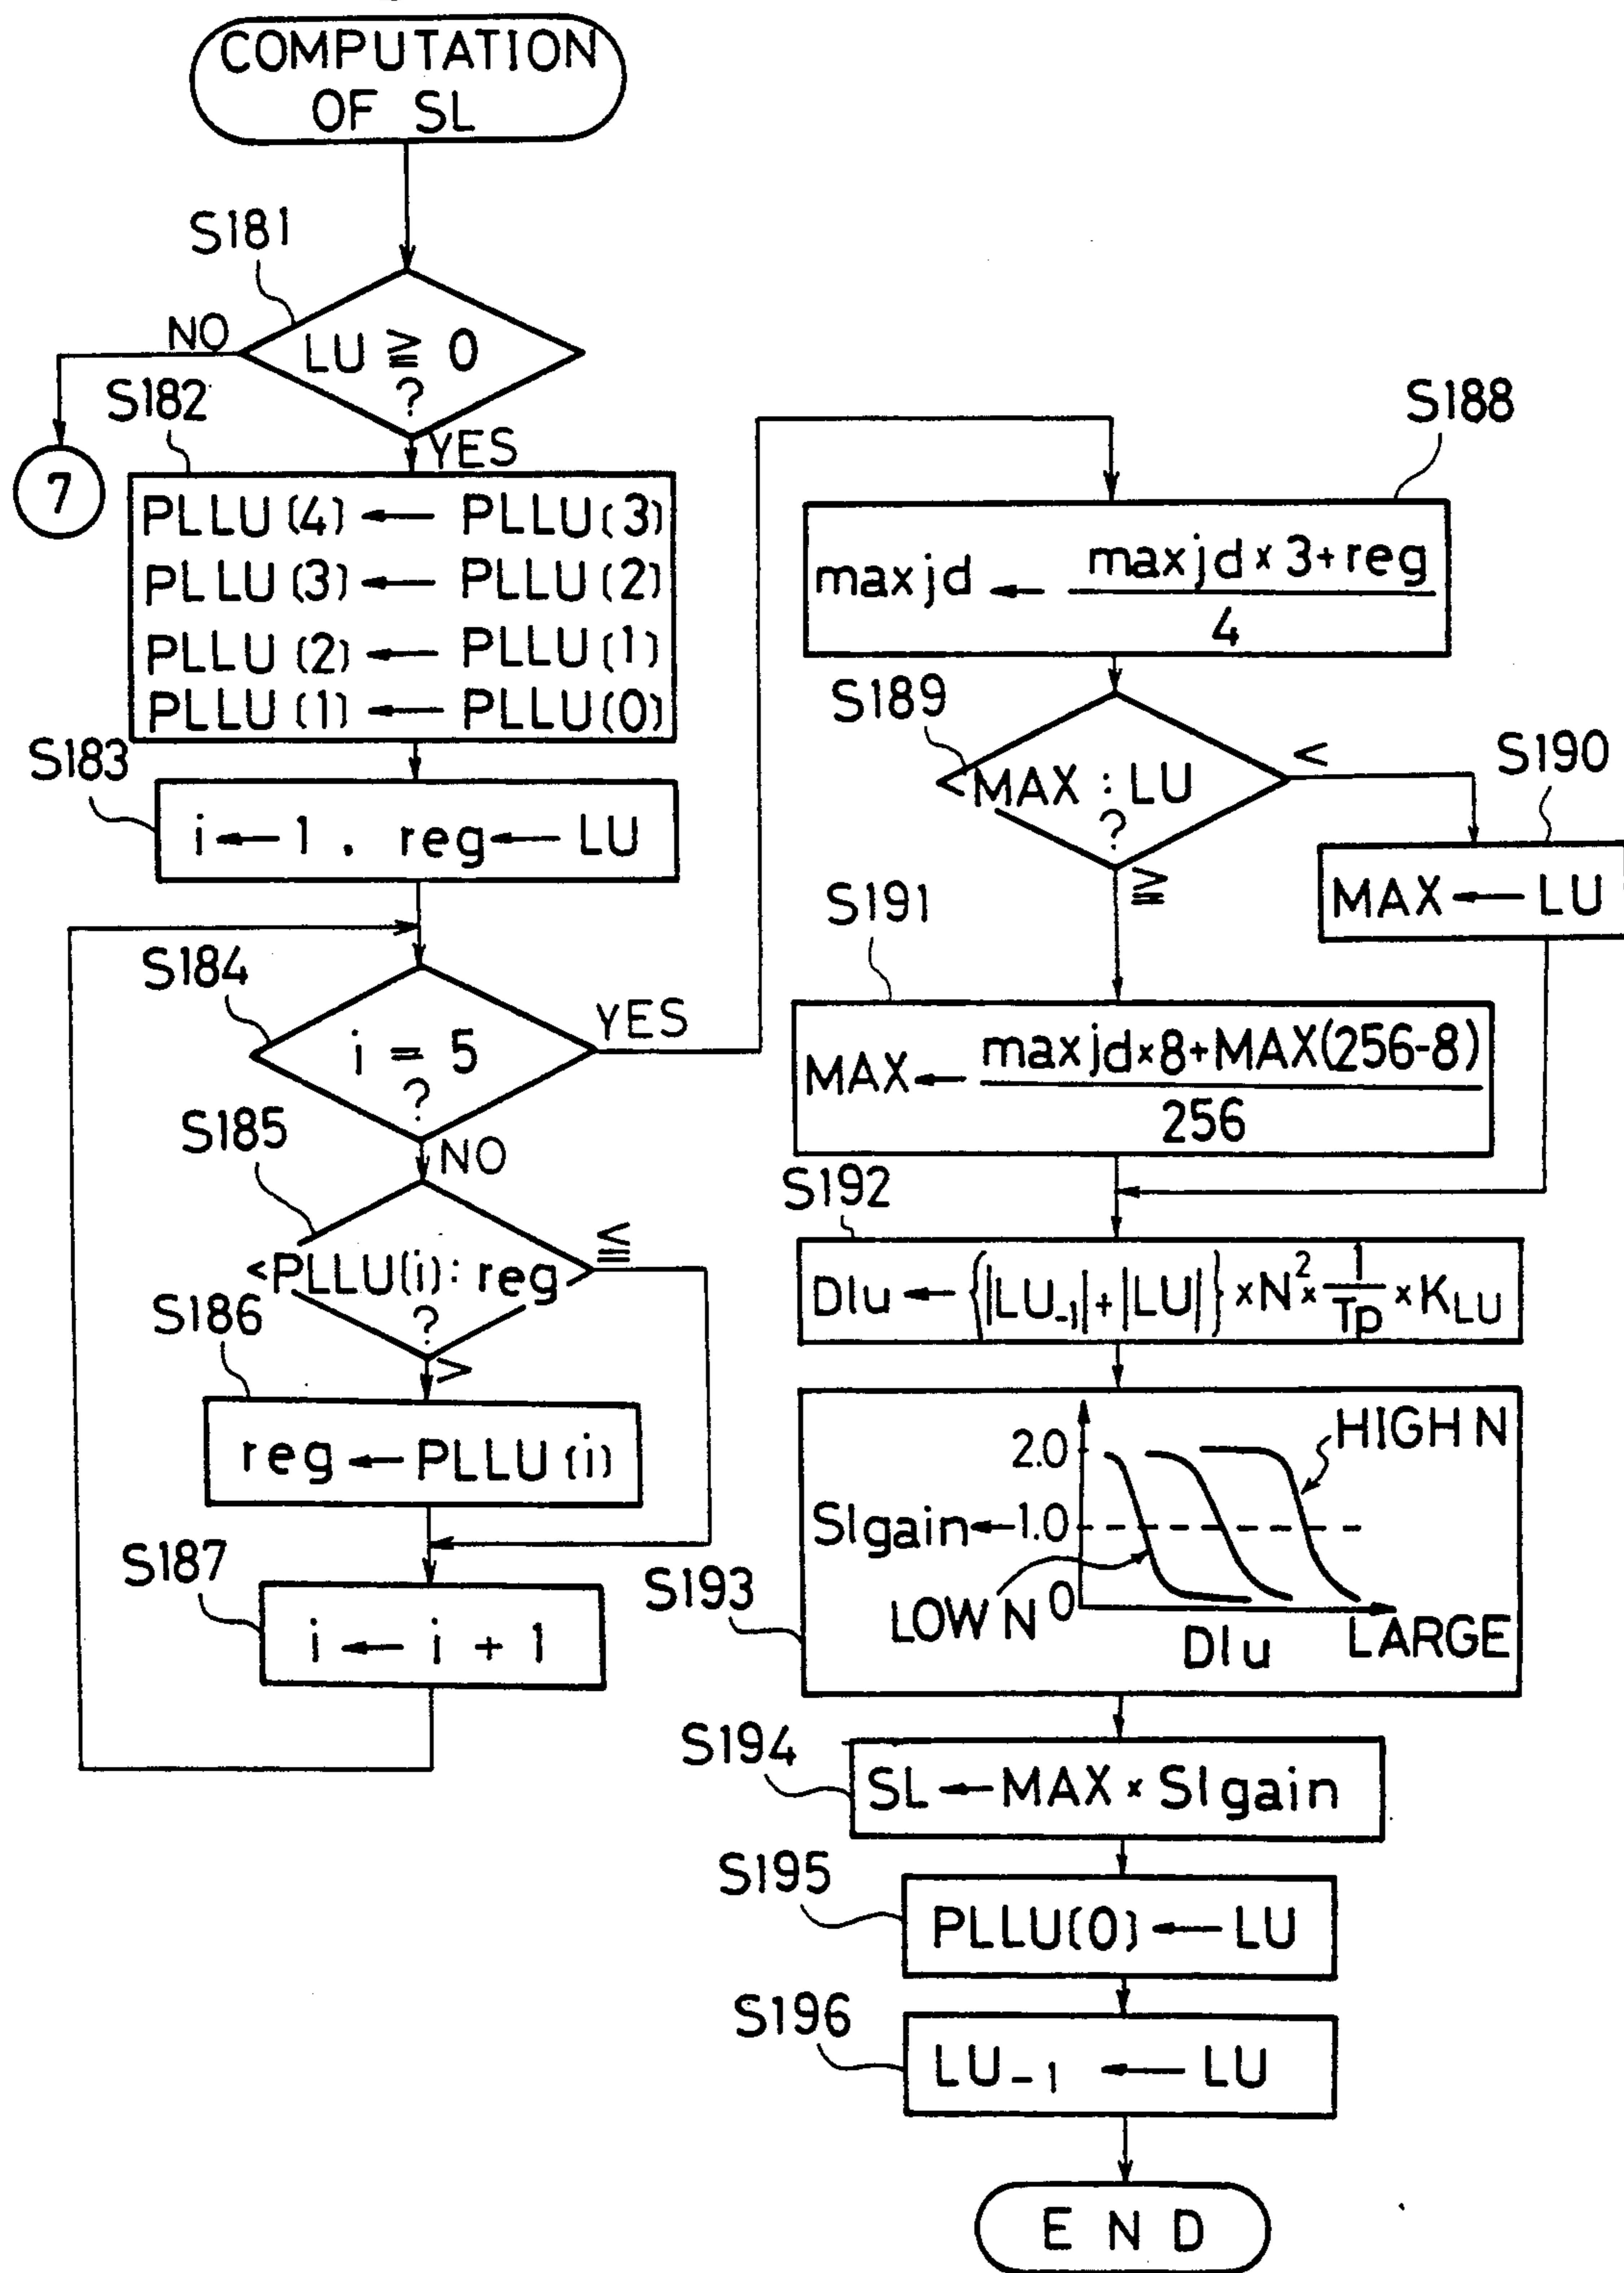 COMPUTATION
OF SL
S181
NO
LU ≧ 0
?
YES
7
S182
PLLU(4) ← PLLU(3)
PLLU(3) ← PLLU(2)
PLLU(2) ← PLLU(1)
PLLU(1) ← PLLU(0)
S183
i ← 1 . reg ← LU
S184
i = 5
?
YES
NO
S185
<PLLU(i) : reg>
?
≦
>
S186
reg ← PLLU(i)
S187
i ← i + 1
S188
maxjd ← maxjd × 3 + reg
4
S189
<MAX : LU
?
<
≧
S190
MAX ← LU
S191
MAX ← maxjd × 8 + MAX(256-8)
256
S192
Dlu ← {|LU₋₁| + |LU|} × N² × 1/Tp × K_LU
S193
2.0
HIGH N
Slgain ← 1.0
LOW N
0
Dlu
LARGE
S194
SL ← MAX × Slgain
S195
PLLU(0) ← LU
S196
LU₋₁ ← LU
END